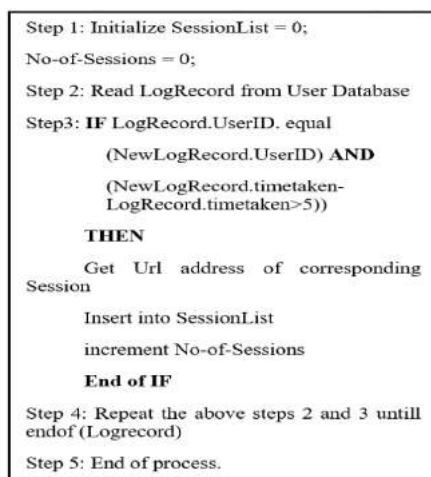 Step 1: Initialize SessionList = 0;
No-of-Sessions = 0;
Step 2: Read LogRecord from User Database
Step3: IF LogRecord.UserID. equal
(NewLogRecord.UserID) AND
(NewLogRecord.timetaken-
LogRecord.timetaken>5))
THEN
Get Url address of corresponding
Session
Insert into SessionList
increment No-of-Sessions
End of IF
Step 4: Repeat the above steps 2 and 3 untill
endof (Logrecord)
Step 5: End of process.